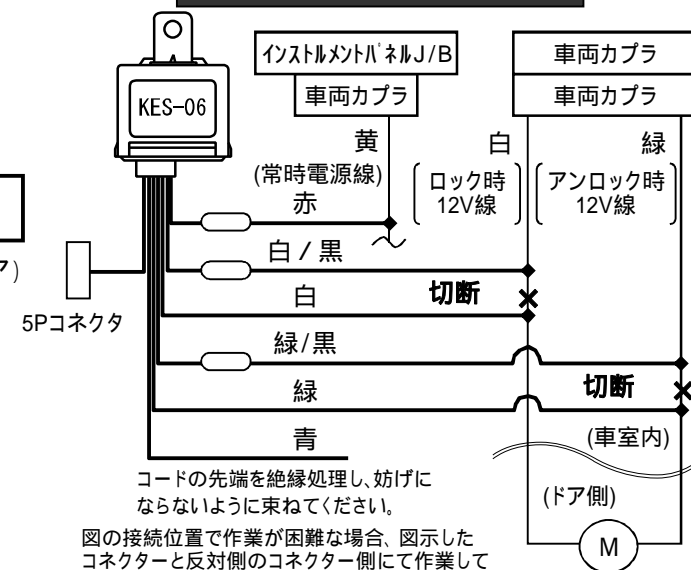 KES-06
インストルメントパネルJ/B
車両カプラ
車両カプラ
車両カプラ
黄
(常時電源線)
白
ロック時
12V線
緑
アンロック時
12V線
赤
白/黒
白
切断
緑/黒
切断
緑
青
5Pコネクタ
ア)
(車室内)
(ドア側)
M
コードの先端を絶縁処理し、妨げに
ならないように束ねてください。
図の接続位置で作業が困難な場合、図示した
コネクターと反対側のコネクター側にて作業して